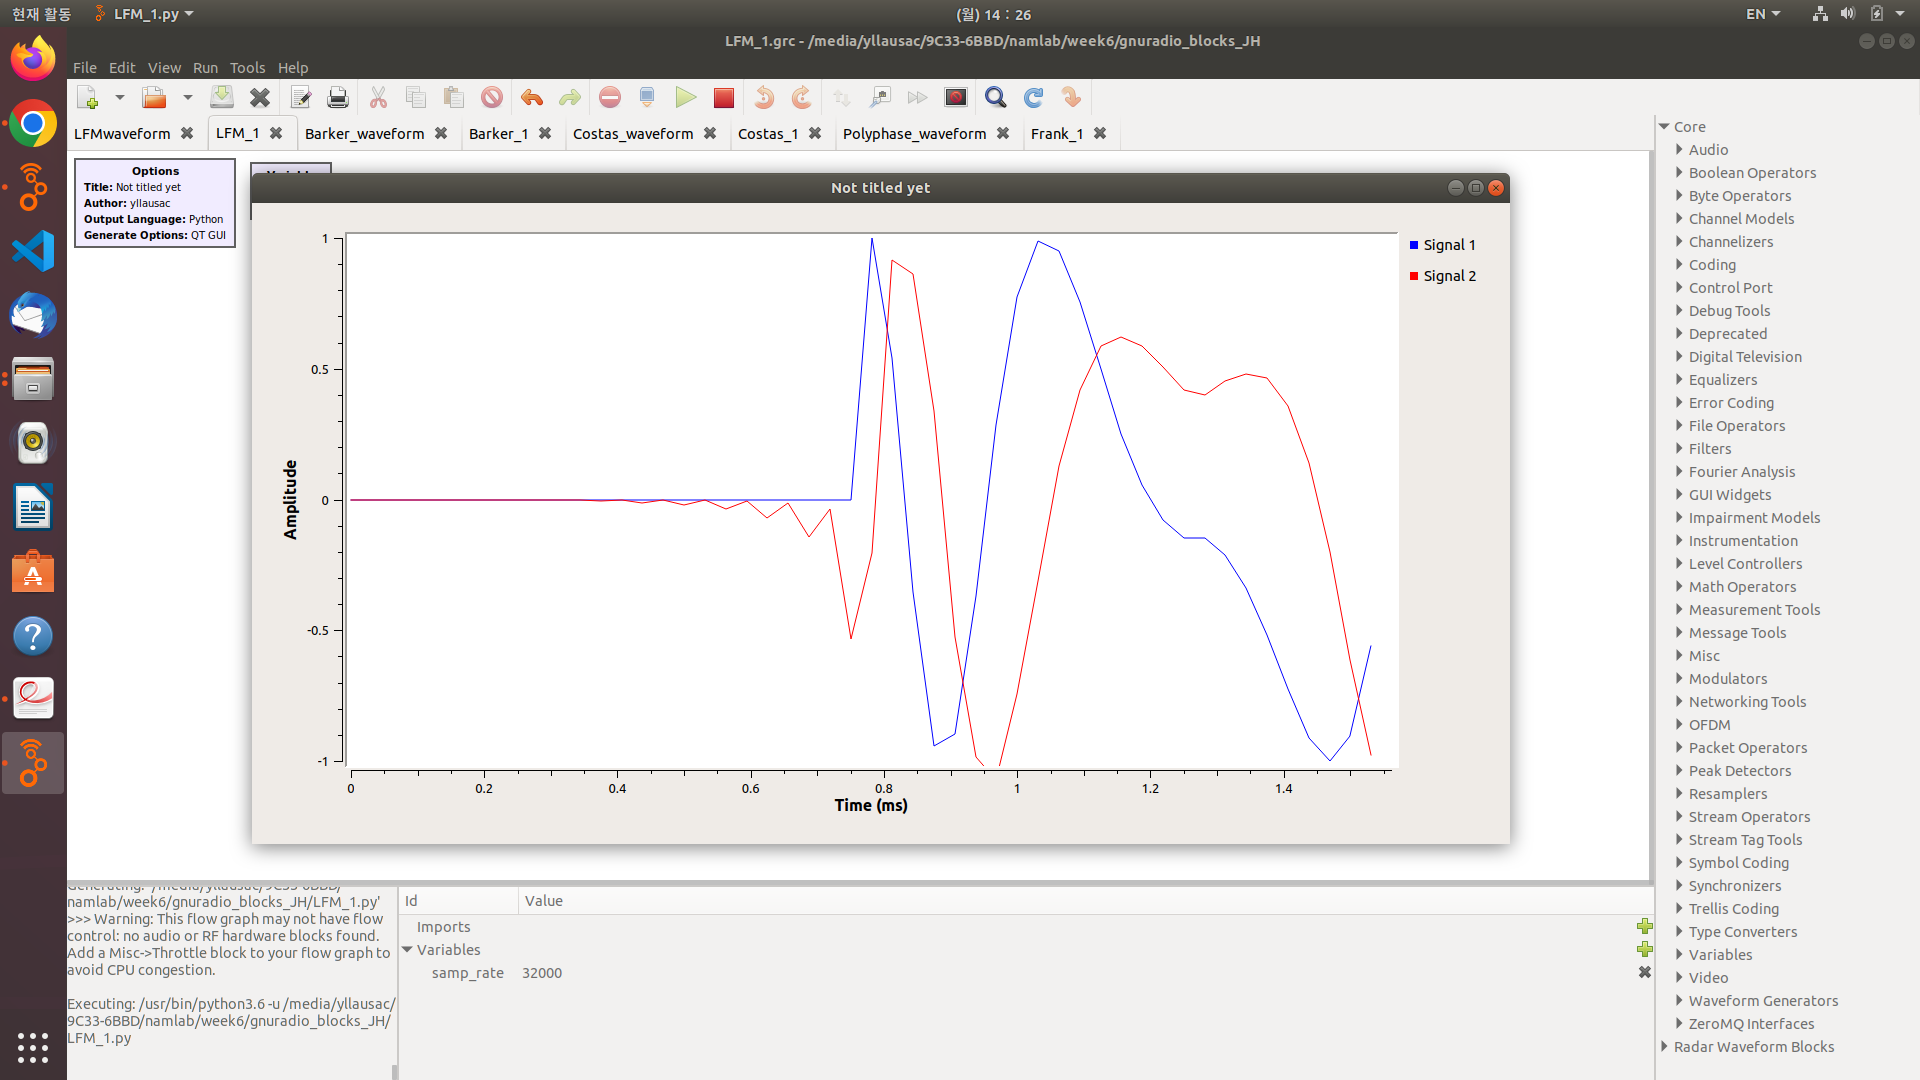 현재 활동
LFM_1.py
(월) 14 : 26
EN
LFM_1.grc - /media/yllausac/9C33-6BBD/namlab/week6/gnuradio_blocks_JH
File Edit View Run Tools Help
LFMwaveform
LFM_1
Barker_waveform
Barker_1
Costas_waveform
Costas_1
Polyphase_waveform
Frank_1
Options
Title: Not titled yet
Author: yllausac
Output Language: Python
Generate Options: QT GUI
Not titled yet
1
0.5
0
-0.5
-1
Amplitude
0 0.2 0.4 0.6 0.8 1 1.2 1.4
Time (ms)
Signal 1
Signal 2
Generating: '/media/yllausac/9C33-6BBD/
namlab/week6/gnuradio_blocks_JH/LFM_1.py'
>>> Warning: This flow graph may not have flow
control: no audio or RF hardware blocks found.
Add a Misc->Throttle block to your flow graph to
avoid CPU congestion.
Executing: /usr/bin/python3.6 -u /media/yllausac/
9C33-6BBD/namlab/week6/gnuradio_blocks_JH/
LFM_1.py
Id Value
Imports
Variables
samp_rate 32000
Core
Audio
Boolean Operators
Byte Operators
Channel Models
Channelizers
Coding
Control Port
Debug Tools
Deprecated
Digital Television
Equalizers
Error Coding
File Operators
Filters
Fourier Analysis
GUI Widgets
Impairment Models
Instrumentation
Level Controllers
Math Operators
Measurement Tools
Message Tools
Misc
Modulators
Networking Tools
OFDM
Packet Operators
Peak Detectors
Resamplers
Stream Operators
Stream Tag Tools
Symbol Coding
Synchronizers
Trellis Coding
Type Converters
Variables
Video
Waveform Generators
ZeroMQ Interfaces
Radar Waveform Blocks